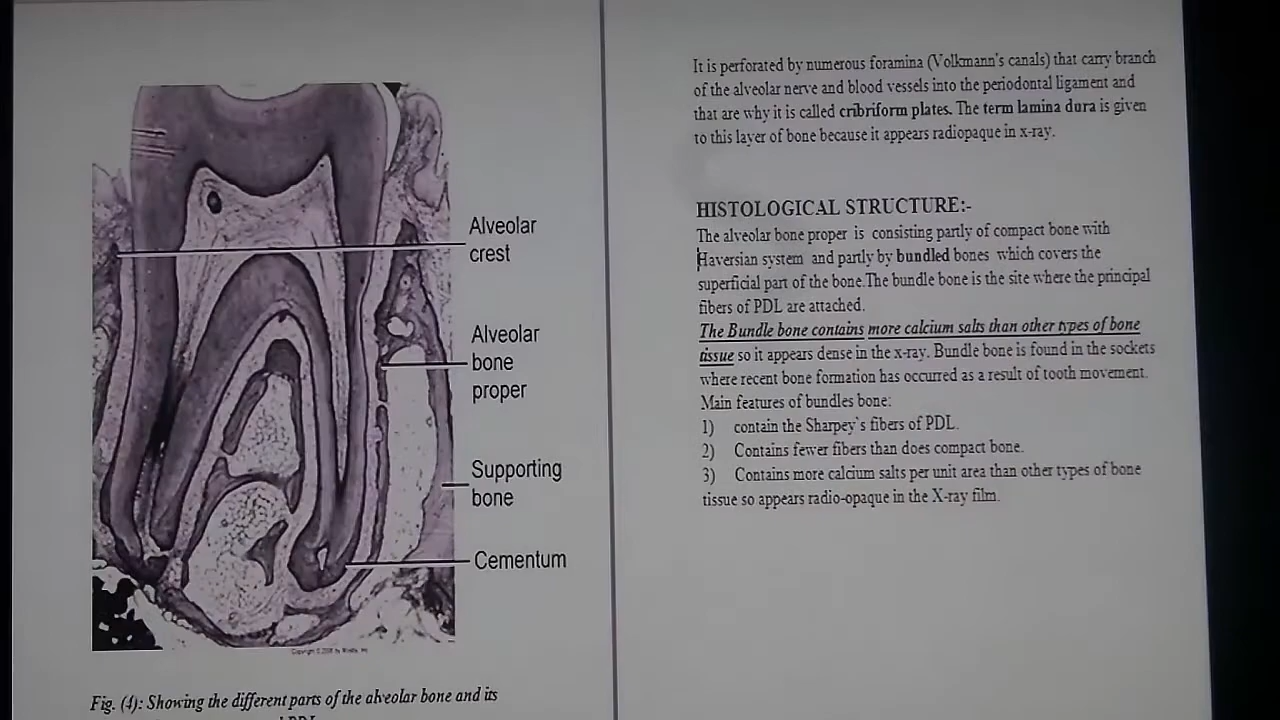 Alveolar
crest
Alveolar
bone
proper
Supporting
bone
Cementum
Copyright © by Mosby, Inc
Fig. (4): Showing the different parts of the alveolar bone and its
It is perforated by numerous foramina (Volkmann's canals) that carry branch
of the alveolar nerve and blood vessels into the periodontal ligament and
that are why it is called cribriform plates. The term lamina dura is given
to this layer of bone because it appears radiopaque in x-ray.
HISTOLOGICAL STRUCTURE:-
The alveolar bone proper is consisting partly of compact bone with
Haversian system and partly by bundled bones which covers the
superficial part of the bone.The bundle bone is the site where the principal
fibers of PDL are attached.
The Bundle bone contains more calcium salts than other types of bone
tissue so it appears dense in the x-ray. Bundle bone is found in the sockets
where recent bone formation has occurred as a result of tooth movement.
Main features of bundles bone:
1) contain the Sharpey's fibers of PDL.
2) Contains fewer fibers than does compact bone.
3) Contains more calcium salts per unit area than other types of bone
tissue so appears radio-opaque in the X-ray film.